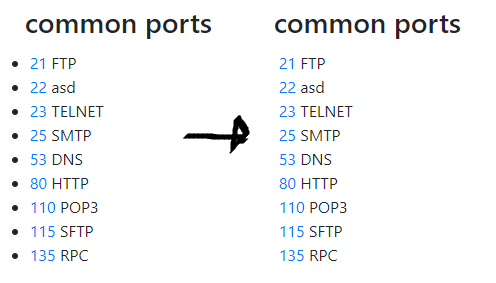 common ports
21 FTP
22 asd
23 TELNET
25 SMTP
53 DNS
80 HTTP
110 POP3
115 SFTP
135 RPC
common ports
21 FTP
22 asd
23 TELNET
25 SMTP
53 DNS
80 HTTP
110 POP3
115 SFTP
135 RPC